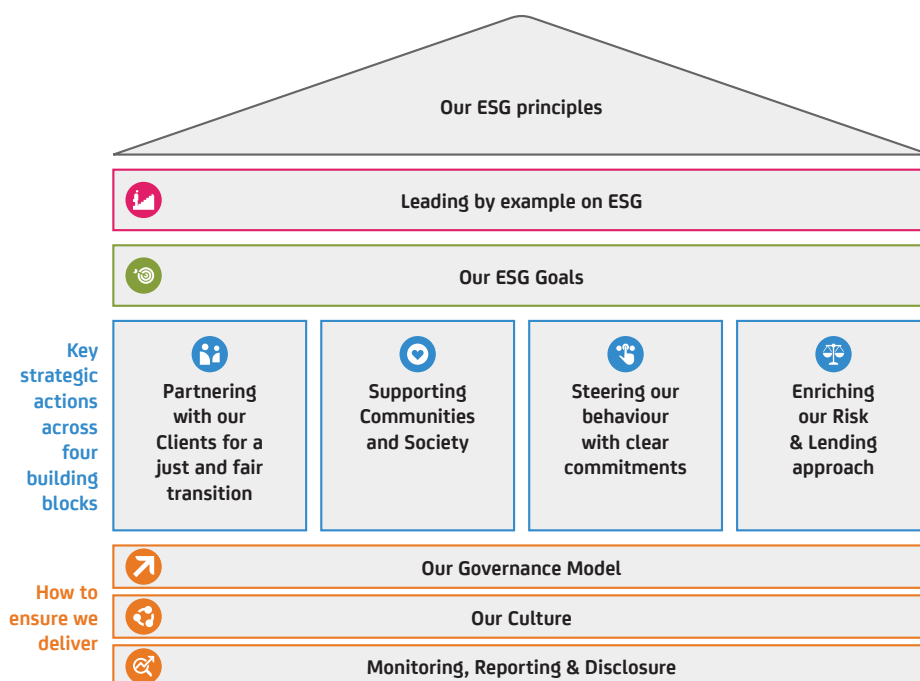 Our ESG principles
Leading by example on ESG
Our ESG Goals
Key
strategic
actions
across
four
building
blocks
Partnering
with our
Clients for a
just and fair
transition
Supporting
Communities
and Society
Steering our
behaviour
with clear
commitments
Enriching
our Risk
& Lending
approach
How to
ensure we
deliver
Our Governance Model
Our Culture
Monitoring, Reporting & Disclosure